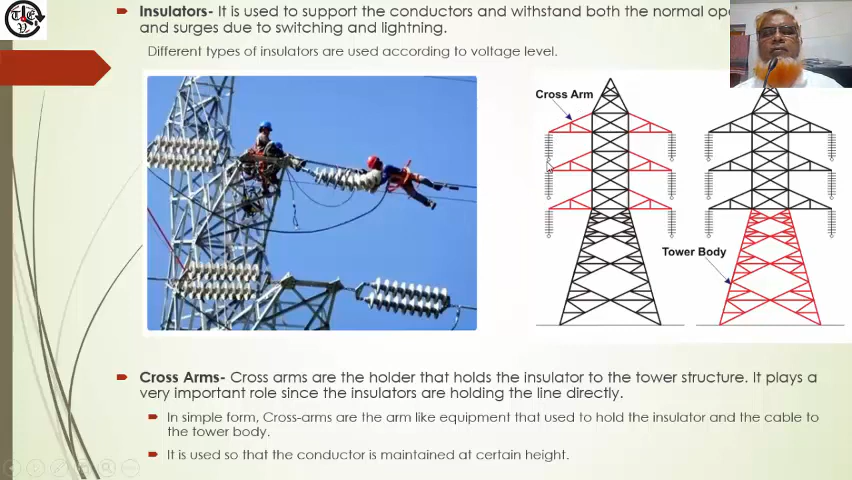 Insulators- It is used to support the conductors and withstand both the normal
and surges due to switching and lightning.
Different types of insulators are used according to voltage level.
Cross Arm
Tower Body
Cross Arms- Cross arms are the holder that holds the insulator to the tower structure. It plays a
very important role since the insulators are holding the line directly.
In simple form, Cross-arms are the arm like equipment that used to hold the insulator and the cable to
the tower body.
It is used so that the conductor is maintained at certain height.